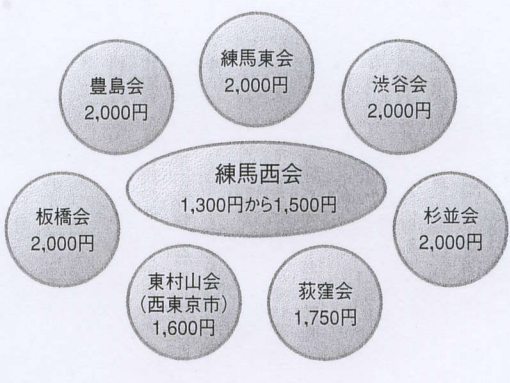 練馬東会
2,000円
豊島会
2,000円
渋谷会
2,000円
練馬西会
1,300円から1,500円
板橋会
2,000円
杉並会
2,000円
東村山会
(西東京市)
1,600円
荻窪会
1,750円